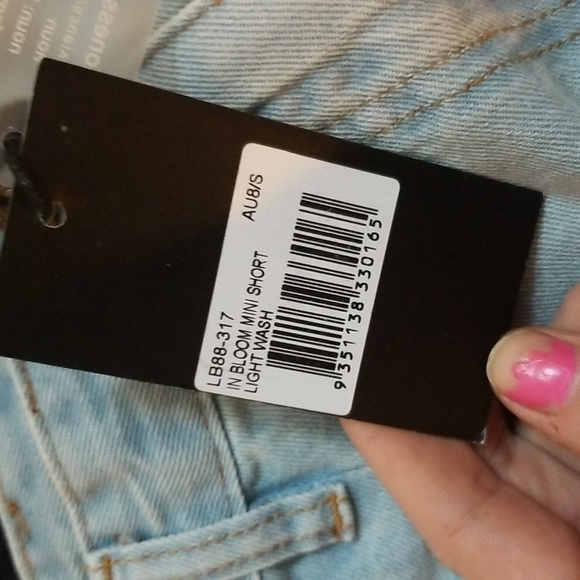 LB88-317
IN BLOOM MINI SHORT
LIGHT WASH
AU8/S
9351138330165